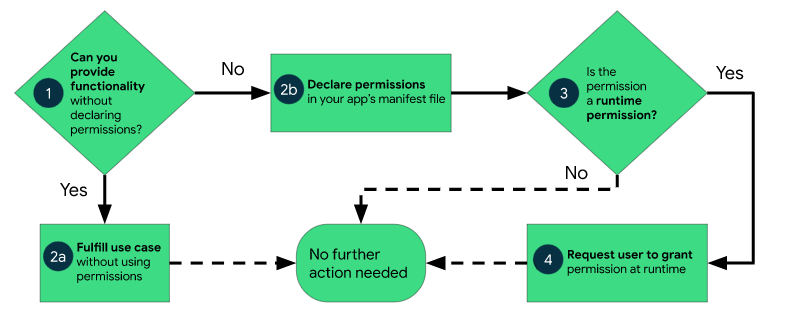 1
Can you
provide
functionality
without
declaring
permissions?
No
2b
Declare permissions
in your app's manifest file
3
Is the
permission
a runtime
permission?
Yes
No
Yes
2a
Fulfill use case
without using
permissions
No further
action needed
4
Request user to grant
permission at runtime